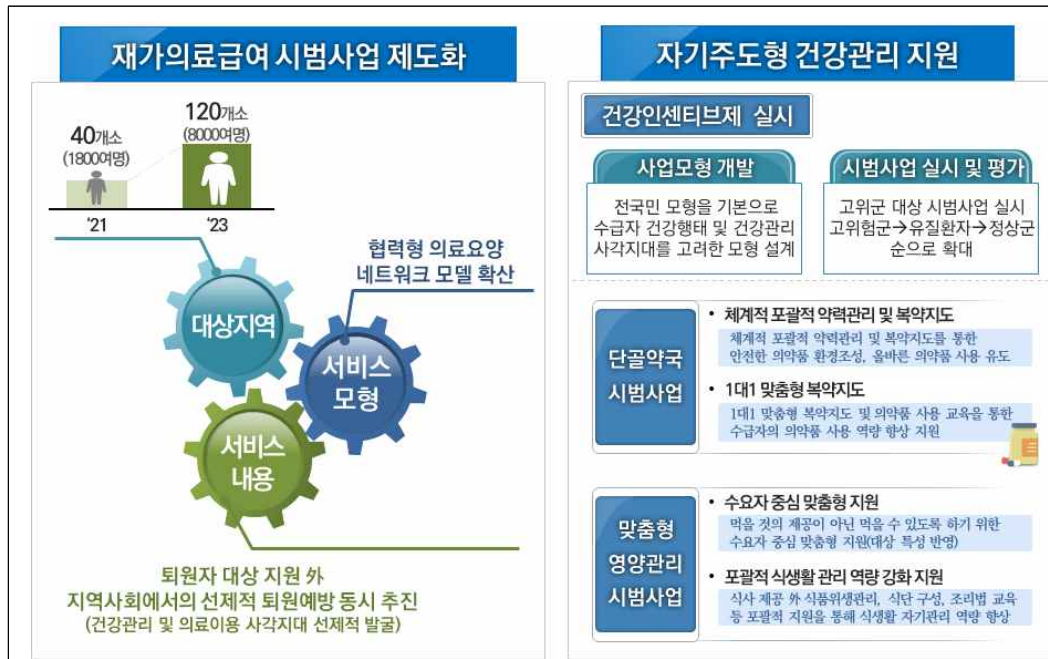 재가의료급여 시범사업 제도화
120개소
(8000여명)
40개소
(1800여명)
'21
'23
협력형 의료요양
네트워크 모델 확산
대상지역
서비스
모형
서비스
내용
퇴원자 대상 지원 外
지역사회에서의 선제적 퇴원예방 동시 추진
(건강관리 및 의료이용 사각지대 선제적 발굴)
자기주도형 건강관리 지원
건강인센티브제 실시
사업모형 개발
전국민 모형을 기본으로
수급자 건강행태 및 건강관리
사각지대를 고려한 모형 설계
시범사업 실시 및 평가
고위군 대상 시범사업 실시
고위험군→유질환자→정상군
순으로 확대
단골약국
시범사업
• 체계적 포괄적 약력관리 및 복약지도
체계적 포괄적 약력관리 및 복약지도를 통한
안전한 의약품 환경조성, 올바른 의약품 사용 유도
• 1대1 맞춤형 복약지도
1대1 맞춤형 복약지도 및 의약품 사용 교육을 통한
수급자의 의약품 사용 역량 향상 지원
맞춤형
영양관리
시범사업
• 수요자 중심 맞춤형 지원
먹을 것의 제공이 아닌 먹을 수 있도록 하기 위한
수요자 중심 맞춤형 지원(대상 특성 반영)
• 포괄적 식생활 관리 역량 강화 지원
식사 제공 外 식품위생관리, 식단 구성, 조리법 교육
등 포괄적 지원을 통해 식생활 자기관리 역량 향상